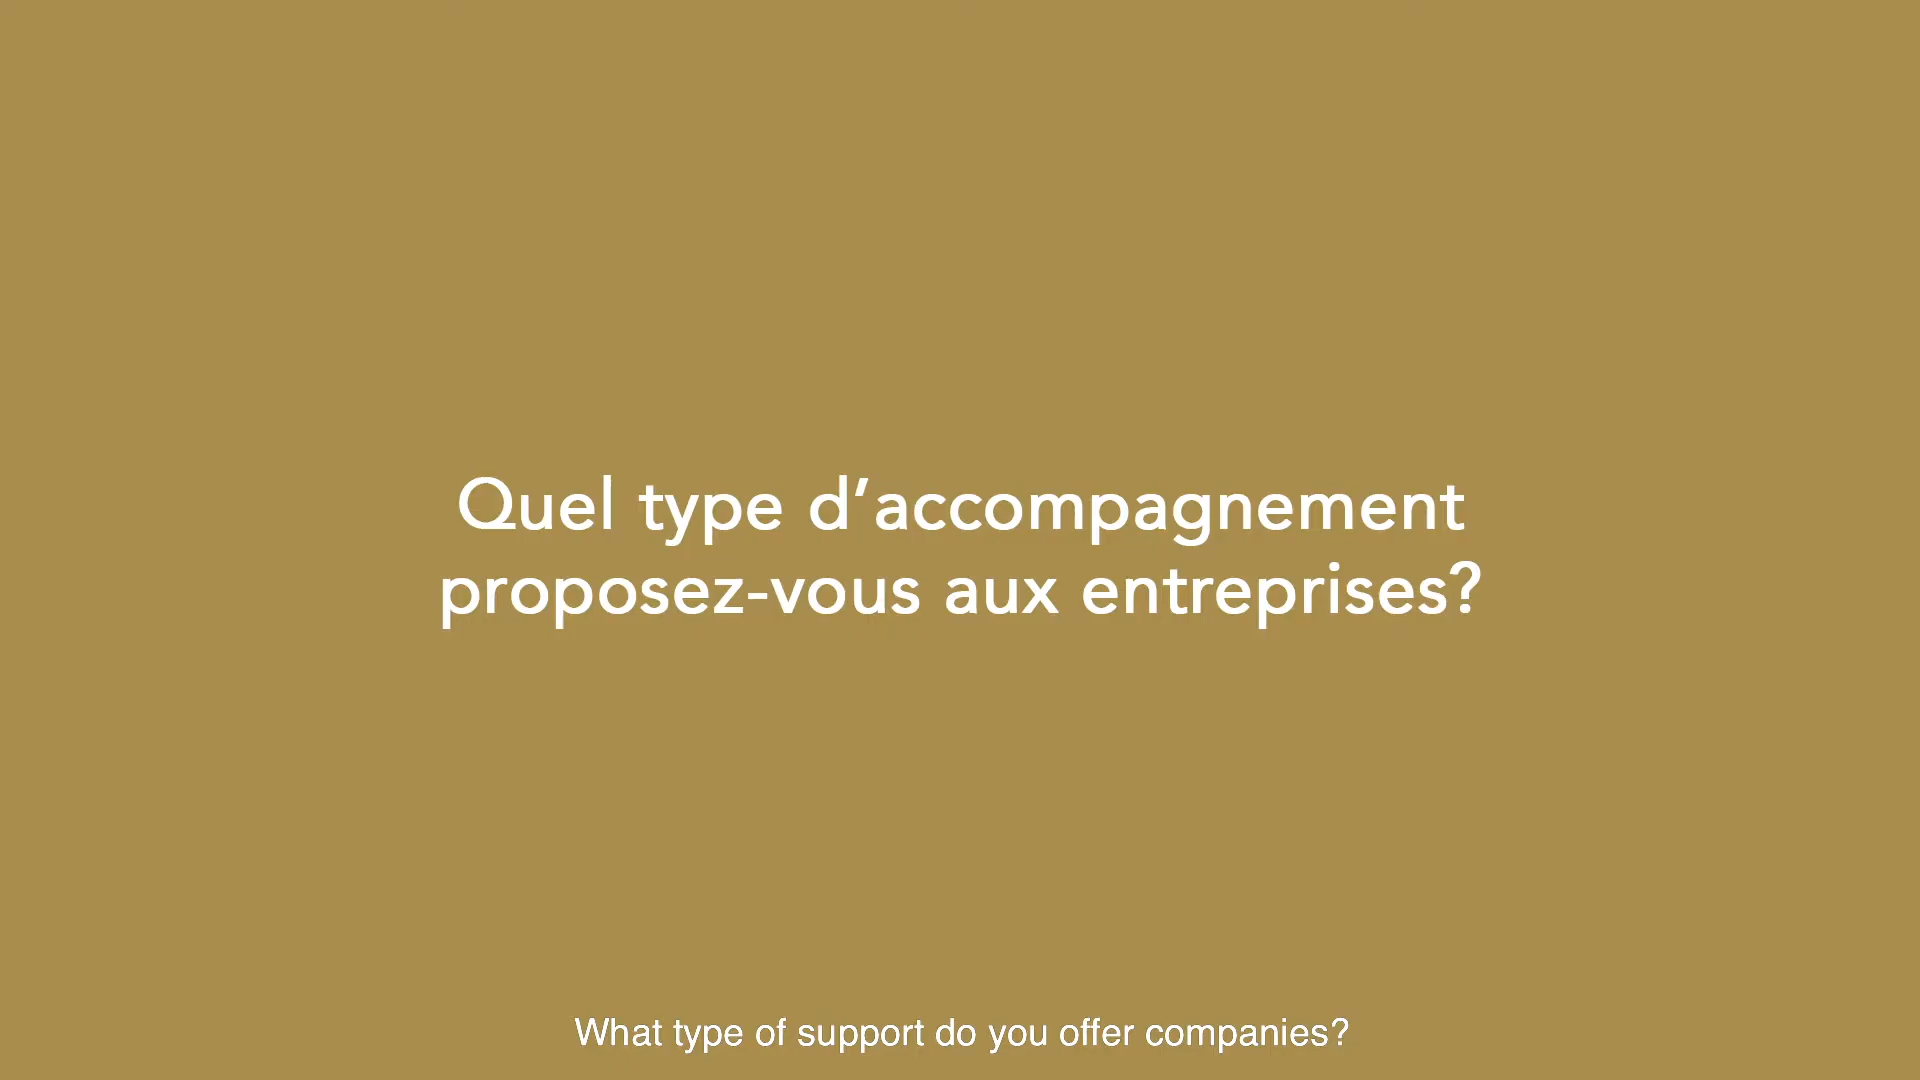 Quel type d’accompagnement
proposez-vous aux entreprises?
What type of support do you offer companies?